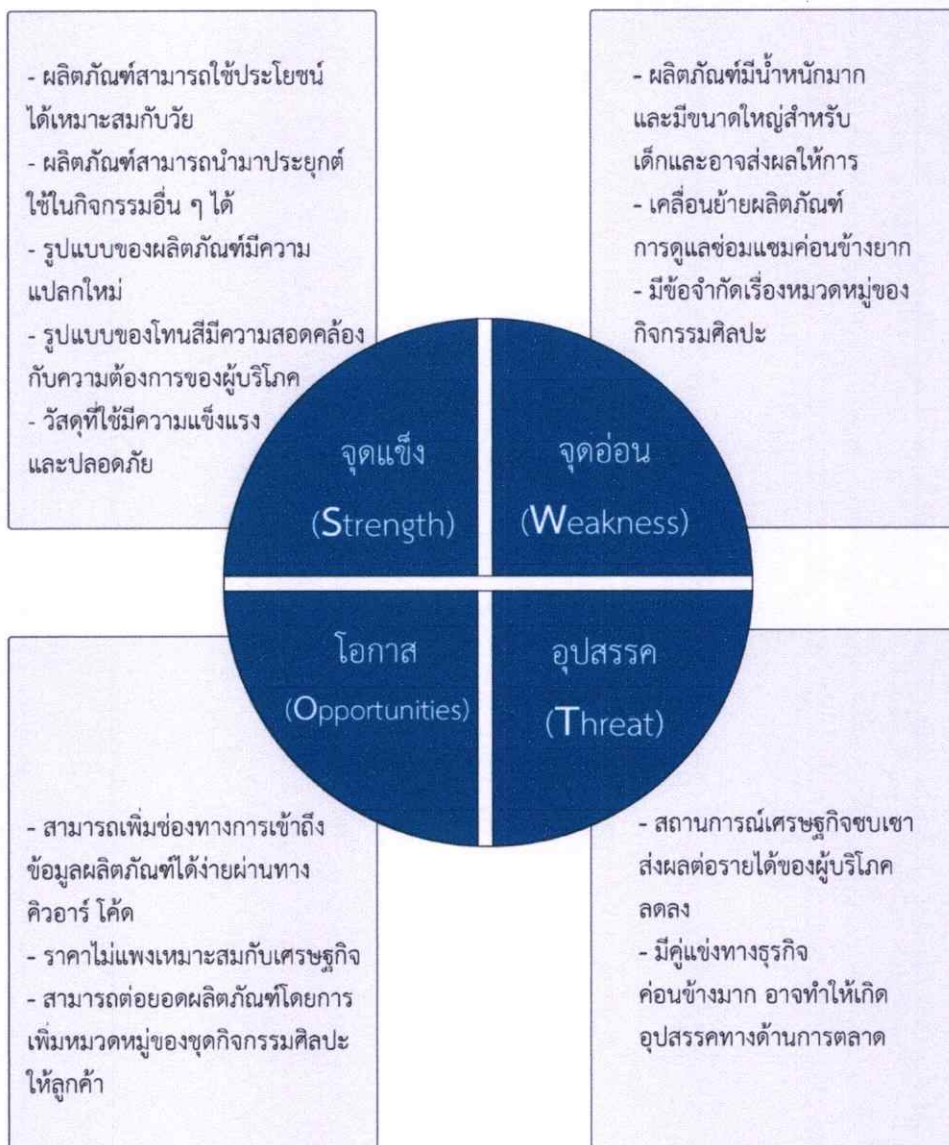 - ผลิตภัณฑ์สามารถใช้ประโยชน์
ได้เหมาะสมกับวัย
- ผลิตภัณฑ์สามารถนำมาประยุกต์
ใช้ในกิจกรรมอื่น ๆ ได้
- รูปแบบของผลิตภัณฑ์มีความ
แปลกใหม่
- รูปแบบของโทนสีมีความสอดคล้อง
กับความต้องการของผู้บริโภค
- วัสดุที่ใช้มีความแข็งแรง
และปลอดภัย
- ผลิตภัณฑ์มีน้ำหนักมาก
และมีขนาดใหญ่สำหรับ
เด็กและอาจส่งผลให้การ
- เคลื่อนย้ายผลิตภัณฑ์
การดูแลซ่อมแซมค่อนข้างยาก
- มีข้อจำกัดเรื่องหมวดหมู่ของ
กิจกรรมศิลปะ
จุดแข็ง
(Strength)
จุดอ่อน
(Weakness)
โอกาส
(Opportunities)
อุปสรรค
(Threat)
- สามารถเพิ่มช่องทางการเข้าถึง
ข้อมูลผลิตภัณฑ์ได้ง่ายผ่านทาง
คิวอาร์ โค้ด
- ราคาไม่แพงเหมาะสมกับเศรษฐกิจ
- สามารถต่อยอดผลิตภัณฑ์โดยการ
เพิ่มหมวดหมู่ของชุดกิจกรรมศิลปะ
ให้ลูกค้า
- สถานการณ์เศรษฐกิจซบเซา
ส่งผลต่อรายได้ของผู้บริโภค
ลดลง
- มีคู่แข่งทางธุรกิจ
ค่อนข้างมาก อาจทำให้เกิด
อุปสรรคทางด้านการตลาด